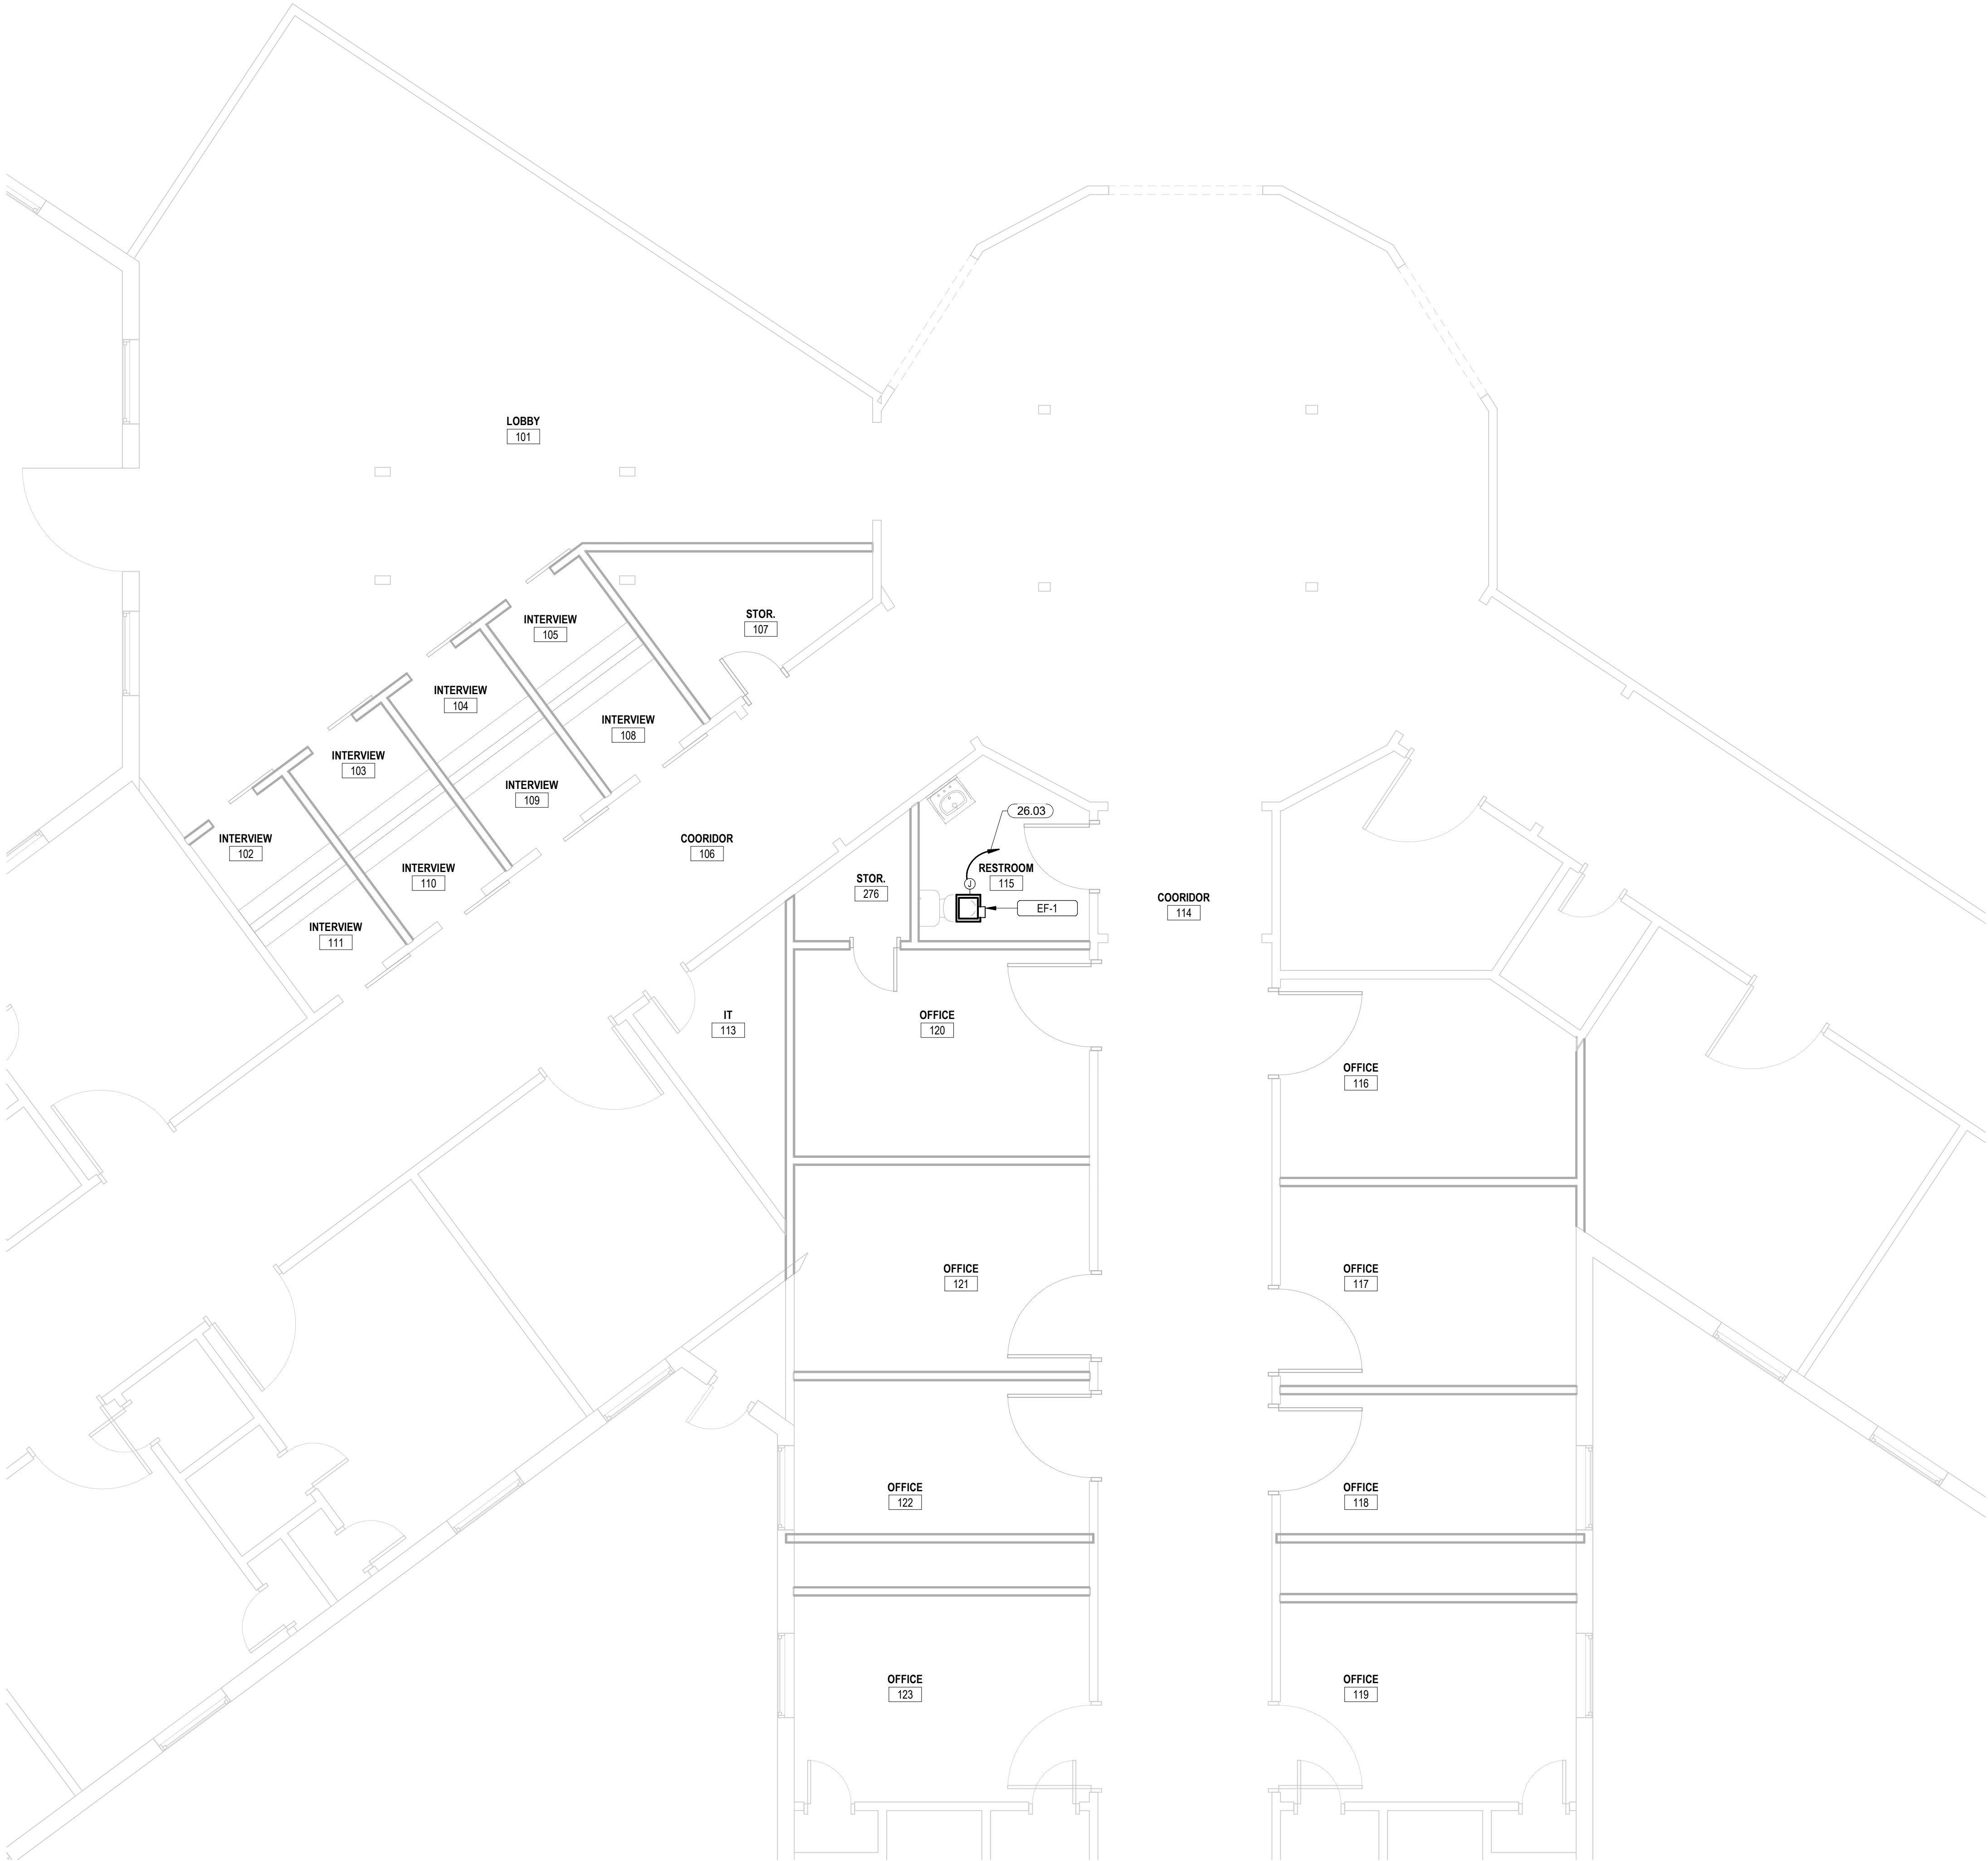 LOBBY
101
INTERVIEW
105
STOR.
107
INTERVIEW
104
INTERVIEW
108
INTERVIEW
103
INTERVIEW
109
INTERVIEW
102
COORIDOR
106
INTERVIEW
110
INTERVIEW
111
26.03
STOR.
276
RESTROOM
115
J
EF-1
COORIDOR
114
IT
113
OFFICE
120
OFFICE
116
OFFICE
121
OFFICE
117
OFFICE
122
OFFICE
118
OFFICE
123
OFFICE
119